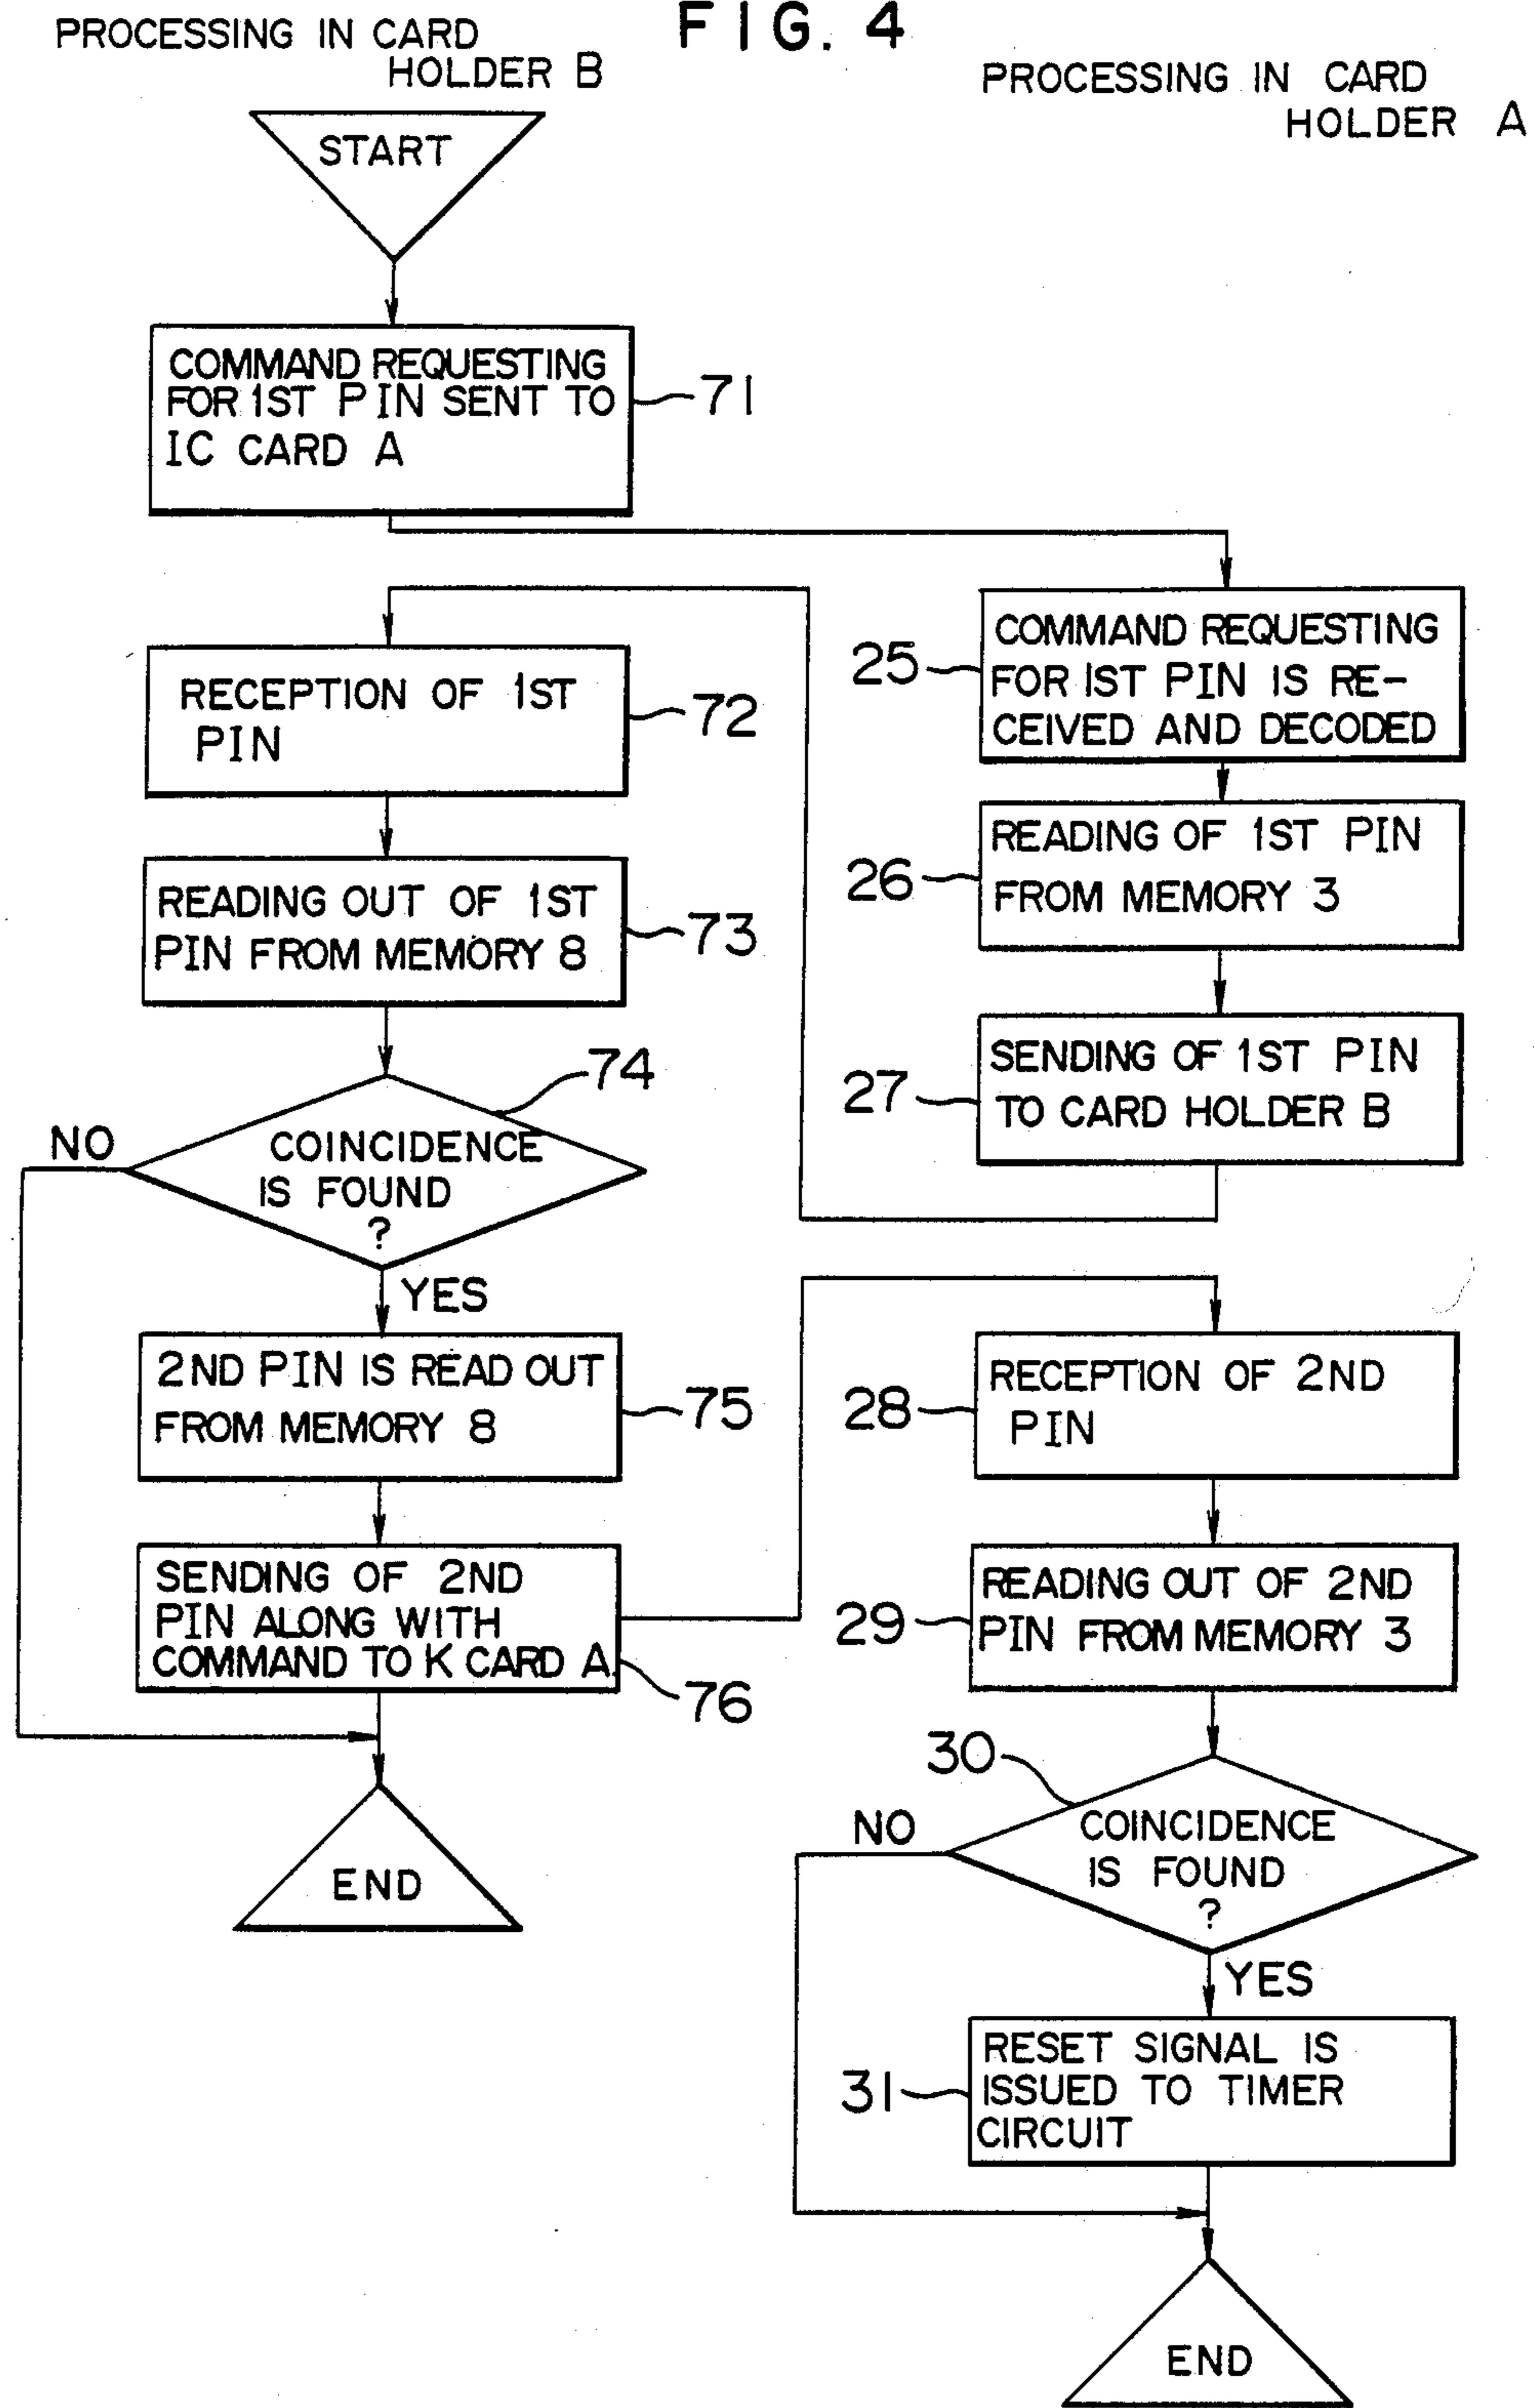 FIG. 4
PROCESSING IN CARD
HOLDER B
PROCESSING IN CARD
HOLDER A
START
COMMAND REQUESTING
FOR 1ST PIN SENT TO
IC CARD A
71
COMMAND REQUESTING
FOR 1ST PIN IS RE-
CEIVED AND DECODED
25
RECEPTION OF 1ST
PIN
72
READING OF 1ST PIN
FROM MEMORY 3
26
READING OUT OF 1ST
PIN FROM MEMORY 8
73
SENDING OF 1ST PIN
TO CARD HOLDER B
27
74
NO
COINCIDENCE
IS FOUND
?
YES
2ND PIN IS READ OUT
FROM MEMORY 8
75
RECEPTION OF 2ND
PIN
28
SENDING OF 2ND
PIN ALONG WITH
COMMAND TO K CARD A
76
READING OUT OF 2ND
PIN FROM MEMORY 3
29
END
30
NO
COINCIDENCE
IS FOUND
?
YES
RESET SIGNAL IS
ISSUED TO TIMER
CIRCUIT
31
END